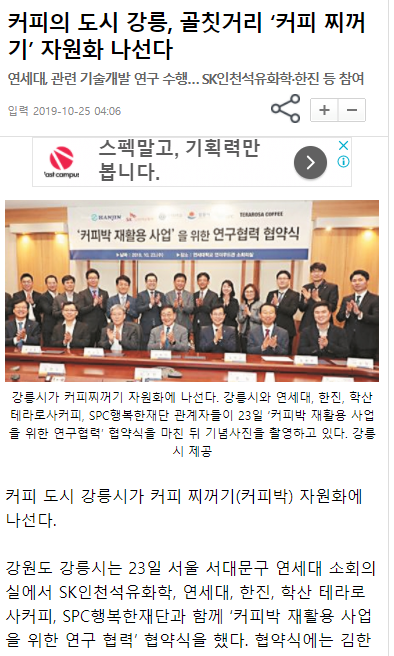 커피의 도시 강릉, 골칫거리 ‘커피 찌꺼
기’ 자원화 나선다
연세대, 관련 기술개발 연구 수행… SK인천석유화학·한진 등 참여
입력 2019-10-25 04:06
스펙말고, 기획력만
봅니다.
fast campus
HANJIN
TERAROSA COFFEE
‘커피박 재활용 사업’을 위한 연구협력 협약식
강릉시가 커피찌꺼기 자원화에 나선다. 강릉시와 연세대, 한진, 학산
테라로사커피, SPC행복한재단 관계자들이 23일 ‘커피박 재활용 사업
을 위한 연구협력’ 협약식을 마친 뒤 기념사진을 촬영하고 있다. 강릉
시 제공
커피 도시 강릉시가 커피 찌꺼기(커피박) 자원화에
나선다.
강원도 강릉시는 23일 서울 서대문구 연세대 소회의
실에서 SK인천석유화학, 연세대, 한진, 학산 테라로
사커피, SPC행복한재단과 함께 ‘커피박 재활용 사업
을 위한 연구 협력’ 협약식을 했다. 협약식에는 김한